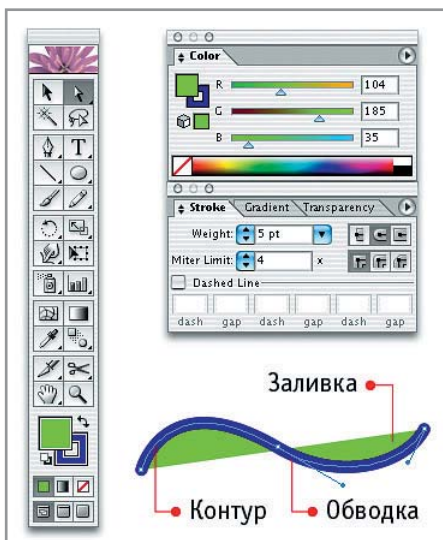 Color
R 104
G 185
B 35
Stroke Gradient Transparency
Weight: 5 pt
Miter Limit: 4 x
Dashed Line
dash gap dash gap dash gap
T
Заливка
Контур Обводка